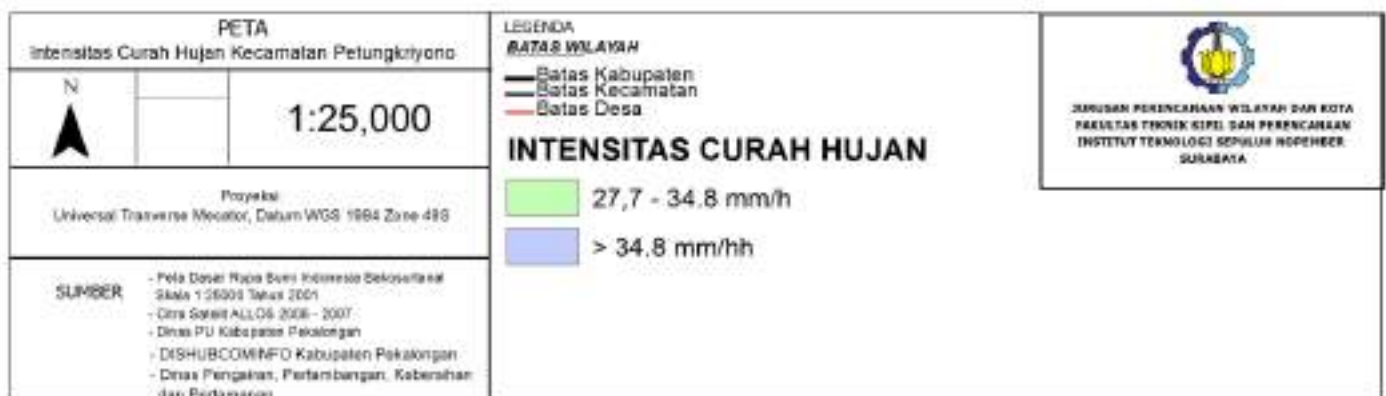 PETA
Intensitas Curah Hujan Kecamatan Petungkriyono
N
1:25,000
Proyeksi
Universal Tranverse Mecator, Datum WGS 1984 Zone 49S
SUMBER
- Peta Dasar Rupa Bumi Indonesia Bakosurtanal
Skala 1:25000 Tahun 2001
- Citra Satelit ALLOS 2006 - 2007
- Dinas PU Kabupaten Pekalongan
- DISHUBCOMINFO Kabupaten Pekalongan
- Dinas Pengairan, Pertambangan, Kebersihan
dan Pertamanan
LEGENDA
BATAS WILAYAH
Batas Kabupaten
Batas Kecamatan
Batas Desa
INTENSITAS CURAH HUJAN
27,7 - 34.8 mm/h
> 34.8 mm/hh
JURUSAN PERENCANAAN WILAYAH DAN KOTA
FAKULTAS TEKNIK SIPIL DAN PERENCANAAN
INSTITUT TEKNOLOGI SEPULUH NOPEMBER
SURABAYA